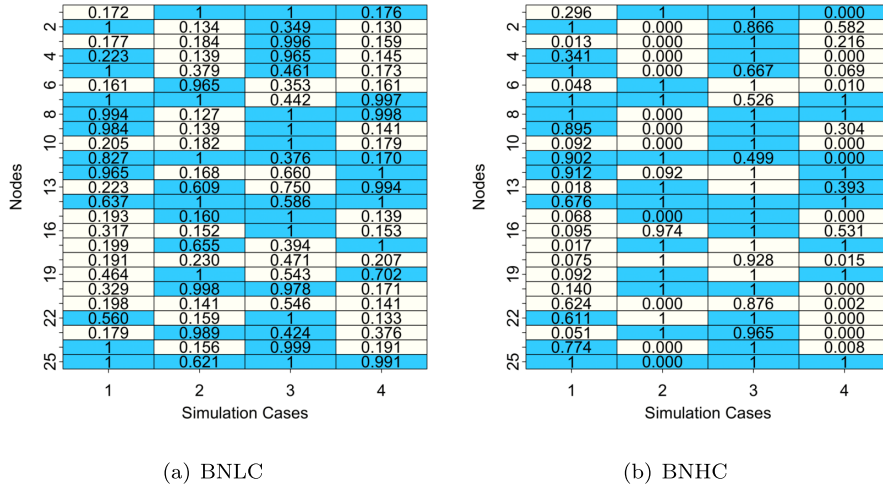 0.172 1 1 0.176 0.296 1 1 0.000
2 1 0.134 0.349 0.130 2 1 0.000 0.866 0.582
0.177 0.184 0.996 0.159 0.013 0.000 1 0.216
4 0.223 0.139 0.965 0.145 4 0.341 0.000 1 0.000
1 0.379 0.461 0.173 1 0.000 0.667 0.069
6 0.161 0.965 0.353 0.161 6 0.048 1 1 0.010
1 1 0.442 0.997 1 1 0.526 1
8 0.994 0.127 1 0.998 8 1 0.000 1 1
0.984 0.139 1 0.141 0.895 0.000 1 0.304
10 0.205 0.182 1 0.179 10 0.092 0.000 1 0.000
0.827 1 0.376 0.170 0.902 1 0.499 0.000
0.965 0.168 0.660 1 0.912 0.092 1 1
13 0.223 0.609 0.750 0.994 13 0.018 1 1 0.393
0.637 1 0.586 1 0.676 1 1 1
0.193 0.160 1 0.139 0.068 0.000 1 0.000
16 0.317 0.152 1 0.153 16 0.095 0.974 1 0.531
0.199 0.655 0.394 1 0.017 1 1 1
0.191 0.230 0.471 0.207 0.075 1 0.928 0.015
19 0.464 1 0.543 0.702 19 0.092 1 1 1
0.329 0.998 0.978 0.171 0.140 1 1 0.000
0.198 0.141 0.546 0.141 0.624 0.000 0.876 0.002
22 0.560 0.159 1 0.133 22 0.611 1 1 0.000
0.179 0.989 0.424 0.376 0.051 1 0.965 0.000
1 0.156 0.999 0.191 0.774 0.000 1 0.008
25 1 0.621 1 0.991 25 1 0.000 1 1
Nodes Nodes
1 2 3 4 1 2 3 4
Simulation Cases Simulation Cases
(a) BNLC (b) BNHC